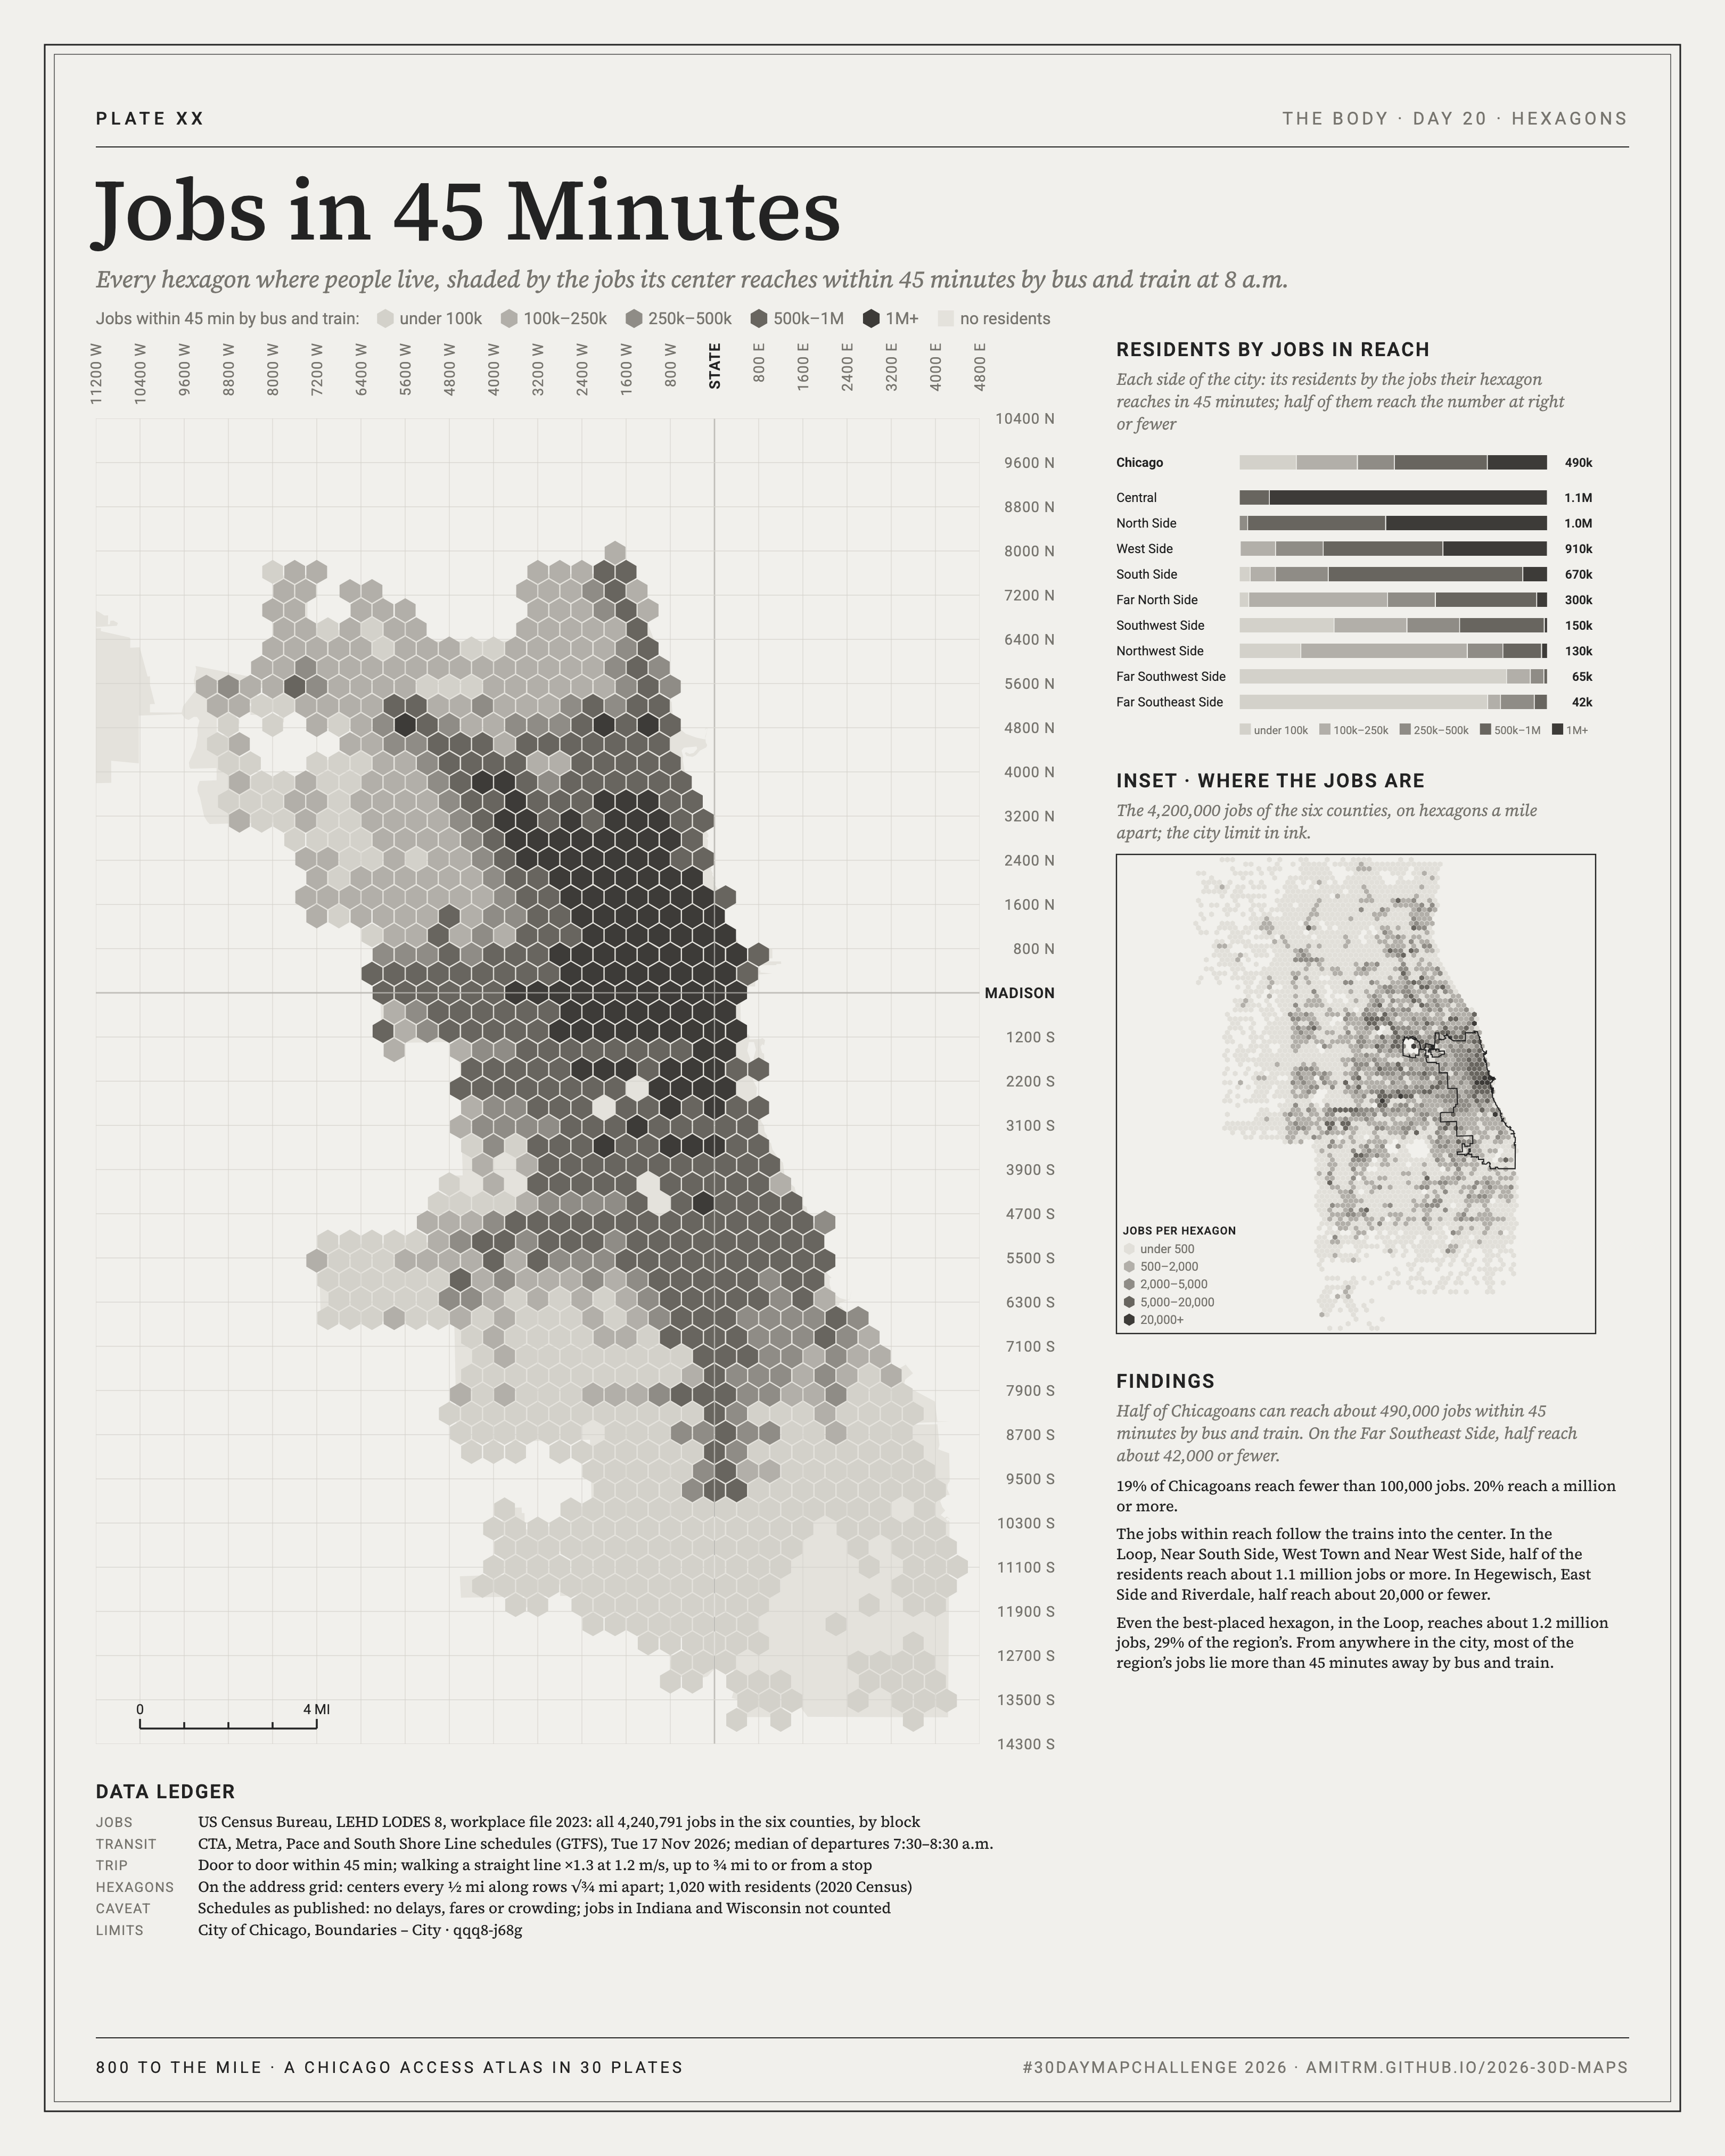 PLATE XX
THE BODY · DAY 20 · HEXAGONS
Jobs in 45 Minutes
Every hexagon where people live, shaded by the jobs its center reaches within 45 minutes by bus and train at 8 a.m.
Jobs within 45 min by bus and train: under 100k 100k–250k 250k–500k 500k–1M 1M+ no residents
11200 W 10400 W 9600 W 8800 W 8000 W 7200 W 6400 W 5600 W 4800 W 4000 W 3200 W 2400 W 1600 W 800 W STATE 800 E 1600 E 2400 E 3200 E 4000 E 4800 E
10400 N
9600 N
8800 N
8000 N
7200 N
6400 N
5600 N
4800 N
4000 N
3200 N
2400 N
1600 N
800 N
MADISON
1200 S
2200 S
3100 S
3900 S
4700 S
5500 S
6300 S
7100 S
7900 S
8700 S
9500 S
10300 S
11100 S
11900 S
12700 S
13500 S
14300 S
0 4 MI
RESIDENTS BY JOBS IN REACH
Each side of the city: its residents by the jobs their hexagon
reaches in 45 minutes; half of them reach the number at right
or fewer
Chicago 490k
Central 1.1M
North Side 1.0M
West Side 910k
South Side 670k
Far North Side 300k
Southwest Side 150k
Northwest Side 130k
Far Southwest Side 65k
Far Southeast Side 42k
under 100k 100k–250k 250k–500k 500k–1M 1M+
INSET · WHERE THE JOBS ARE
The 4,200,000 jobs of the six counties, on hexagons a mile
apart; the city limit in ink.
JOBS PER HEXAGON
under 500
500–2,000
2,000–5,000
5,000–20,000
20,000+
FINDINGS
Half of Chicagoans can reach about 490,000 jobs within 45
minutes by bus and train. On the Far Southeast Side, half reach
about 42,000 or fewer.
19% of Chicagoans reach fewer than 100,000 jobs. 20% reach a million
or more.
The jobs within reach follow the trains into the center. In the
Loop, Near South Side, West Town and Near West Side, half of the
residents reach about 1.1 million jobs or more. In Hegewisch, East
Side and Riverdale, half reach about 20,000 or fewer.
Even the best-placed hexagon, in the Loop, reaches about 1.2 million
jobs, 29% of the region’s. From anywhere in the city, most of the
region’s jobs lie more than 45 minutes away by bus and train.
DATA LEDGER
JOBS US Census Bureau, LEHD LODES 8, workplace file 2023: all 4,240,791 jobs in the six counties, by block
TRANSIT CTA, Metra, Pace and South Shore Line schedules (GTFS), Tue 17 Nov 2026; median of departures 7:30–8:30 a.m.
TRIP Door to door within 45 min; walking a straight line ×1.3 at 1.2 m/s, up to ¾ mi to or from a stop
HEXAGONS On the address grid: centers every ½ mi along rows √¾ mi apart; 1,020 with residents (2020 Census)
CAVEAT Schedules as published: no delays, fares or crowding; jobs in Indiana and Wisconsin not counted
LIMITS City of Chicago, Boundaries – City · qqq8-j68g
800 TO THE MILE · A CHICAGO ACCESS ATLAS IN 30 PLATES
#30DAYMAPCHALLENGE 2026 · AMITRM.GITHUB.IO/2026-30D-MAPS